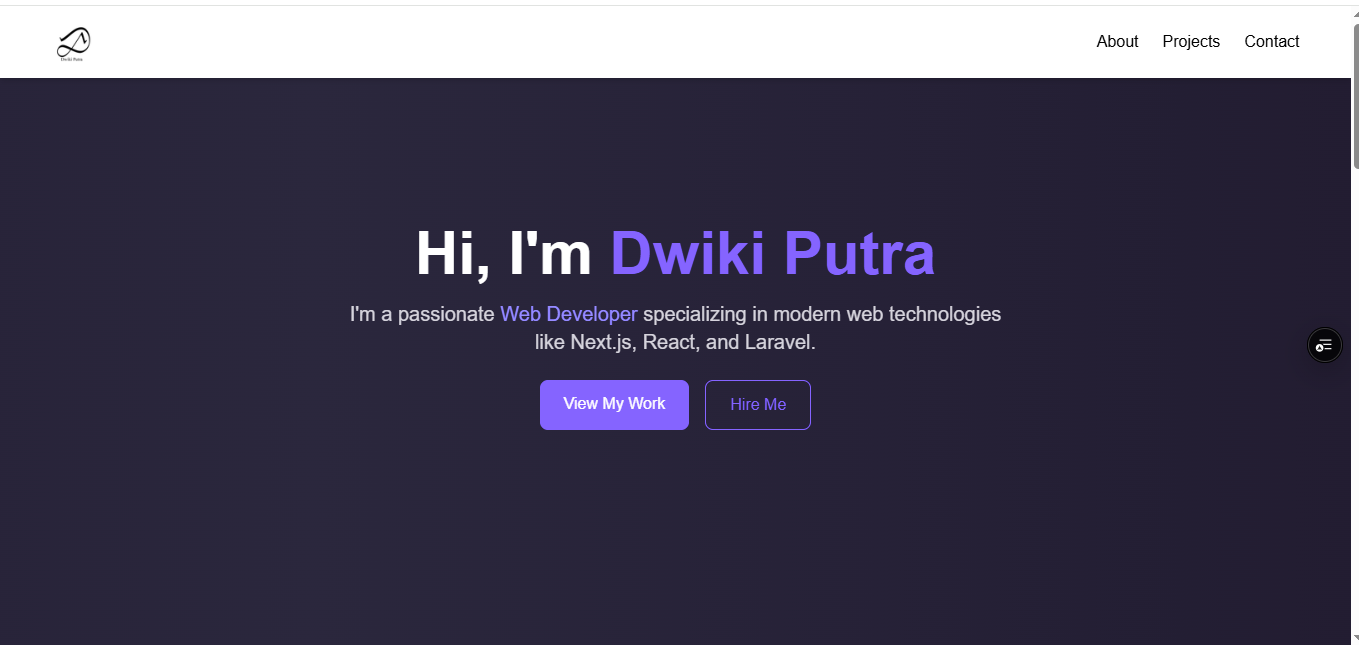 Dwiki Putra
About Projects Contact
Hi, I'm Dwiki Putra
I'm a passionate Web Developer specializing in modern web technologies
like Next.js, React, and Laravel.
View My Work Hire Me